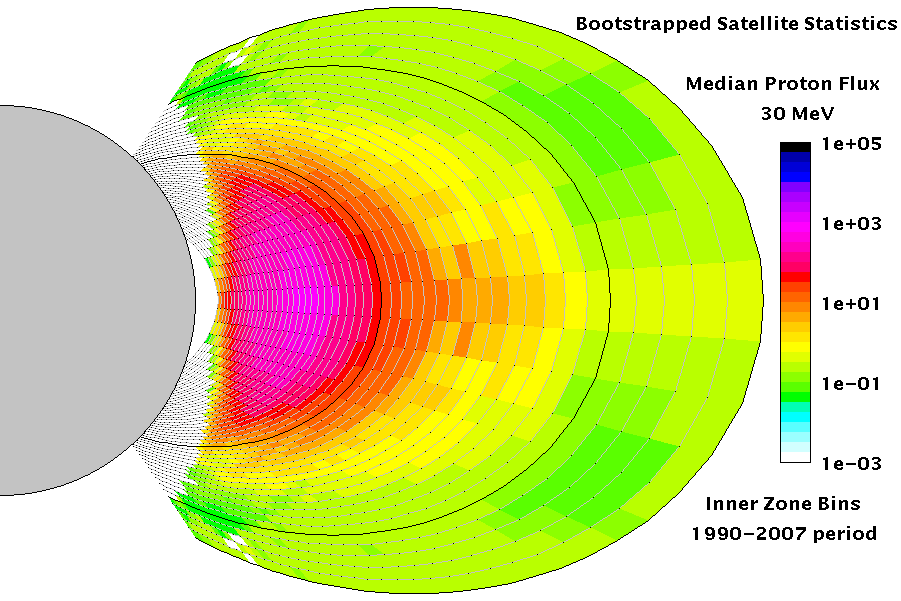 Bootstrapped Satellite Statistics
Median Proton Flux
30 MeV
1e+05
1e+03
1e+01
1e−01
1e−03
Inner Zone Bins
1990−2007 period